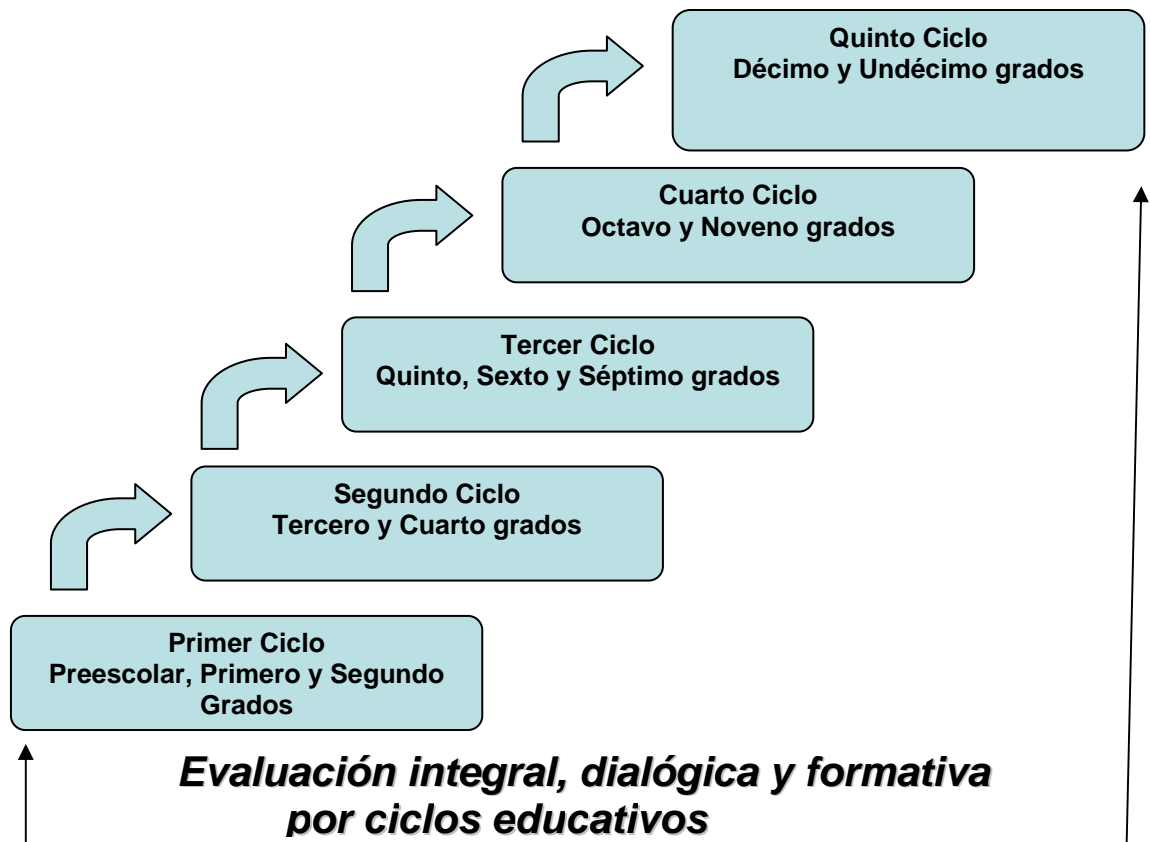 Quinto Ciclo
Décimo y Undécimo grados
Cuarto Ciclo
Octavo y Noveno grados
Tercer Ciclo
Quinto, Sexto y Séptimo grados
Segundo Ciclo
Tercero y Cuarto grados
Primer Ciclo
Preescolar, Primero y Segundo
Grados
Evaluación integral, dialógica y formativa
por ciclos educativos